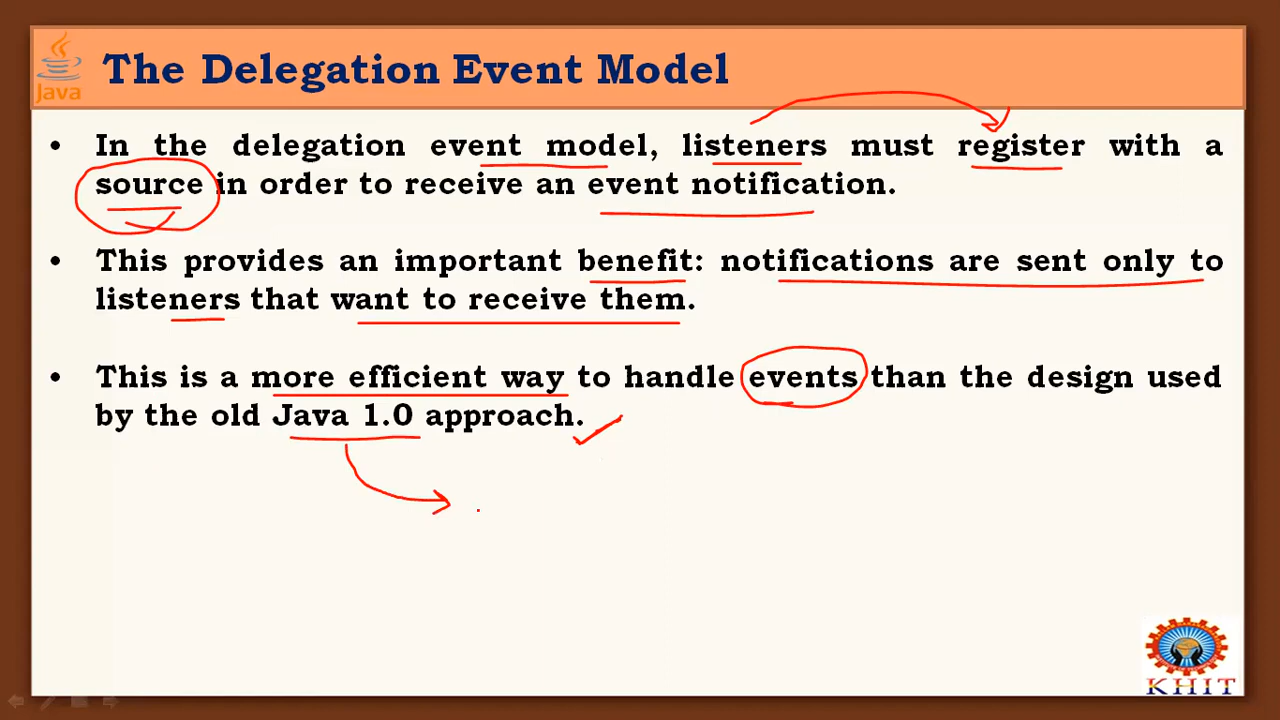 The Delegation Event Model
Java
• In the delegation event model, listeners must register with a
source in order to receive an event notification.
• This provides an important benefit: notifications are sent only to
listeners that want to receive them.
• This is a more efficient way to handle events than the design used
by the old Java 1.0 approach.
KHIT